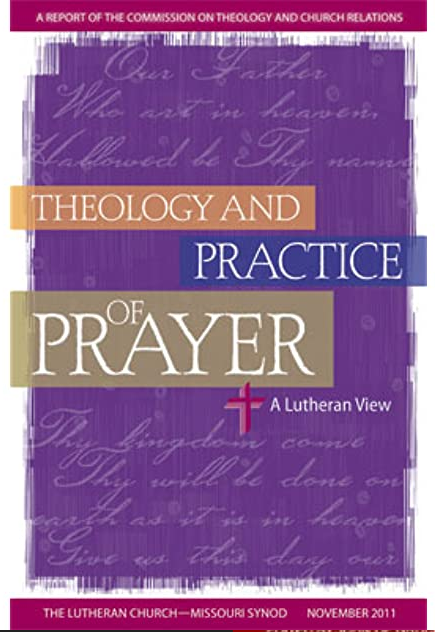 A REPORT OF THE COMMISSION ON THEOLOGY AND CHURCH RELATIONS
Our Father
Who art in heaven,
Hallowed be Thy name
THEOLOGY AND
PRACTICE
OF
PRAYER
A Lutheran View
Thy kingdom come
Thy will be done on
earth as it is in heaven
Give us this day our
THE LUTHERAN CHURCH—MISSOURI SYNOD NOVEMBER 2011